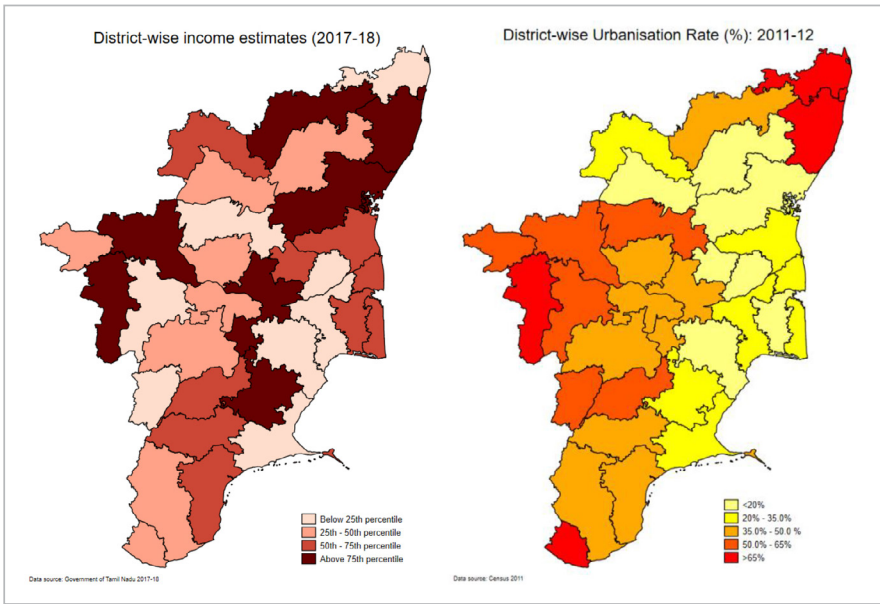 District-wise income estimates (2017-18)
Below 25th percentile
25th - 50th percentile
50th - 75th percentile
Above 75th percentile
Data source: Government of Tamil Nadu 2017-18
District-wise Urbanisation Rate (%): 2011-12
<20%
20% - 35.0%
35.0% - 50.0 %
50.0% - 65%
>65%
Data source: Census 2011